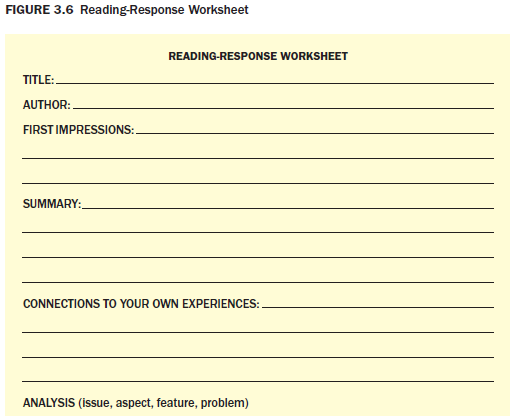 FIGURE 3.6 Reading-Response Worksheet
READING-RESPONSE WORKSHEET
TITLE:
AUTHOR:
FIRST IMPRESSIONS:
SUMMARY:
CONNECTIONS TO YOUR OWN EXPERIENCES:
ANALYSIS (issue, aspect, feature, problem)